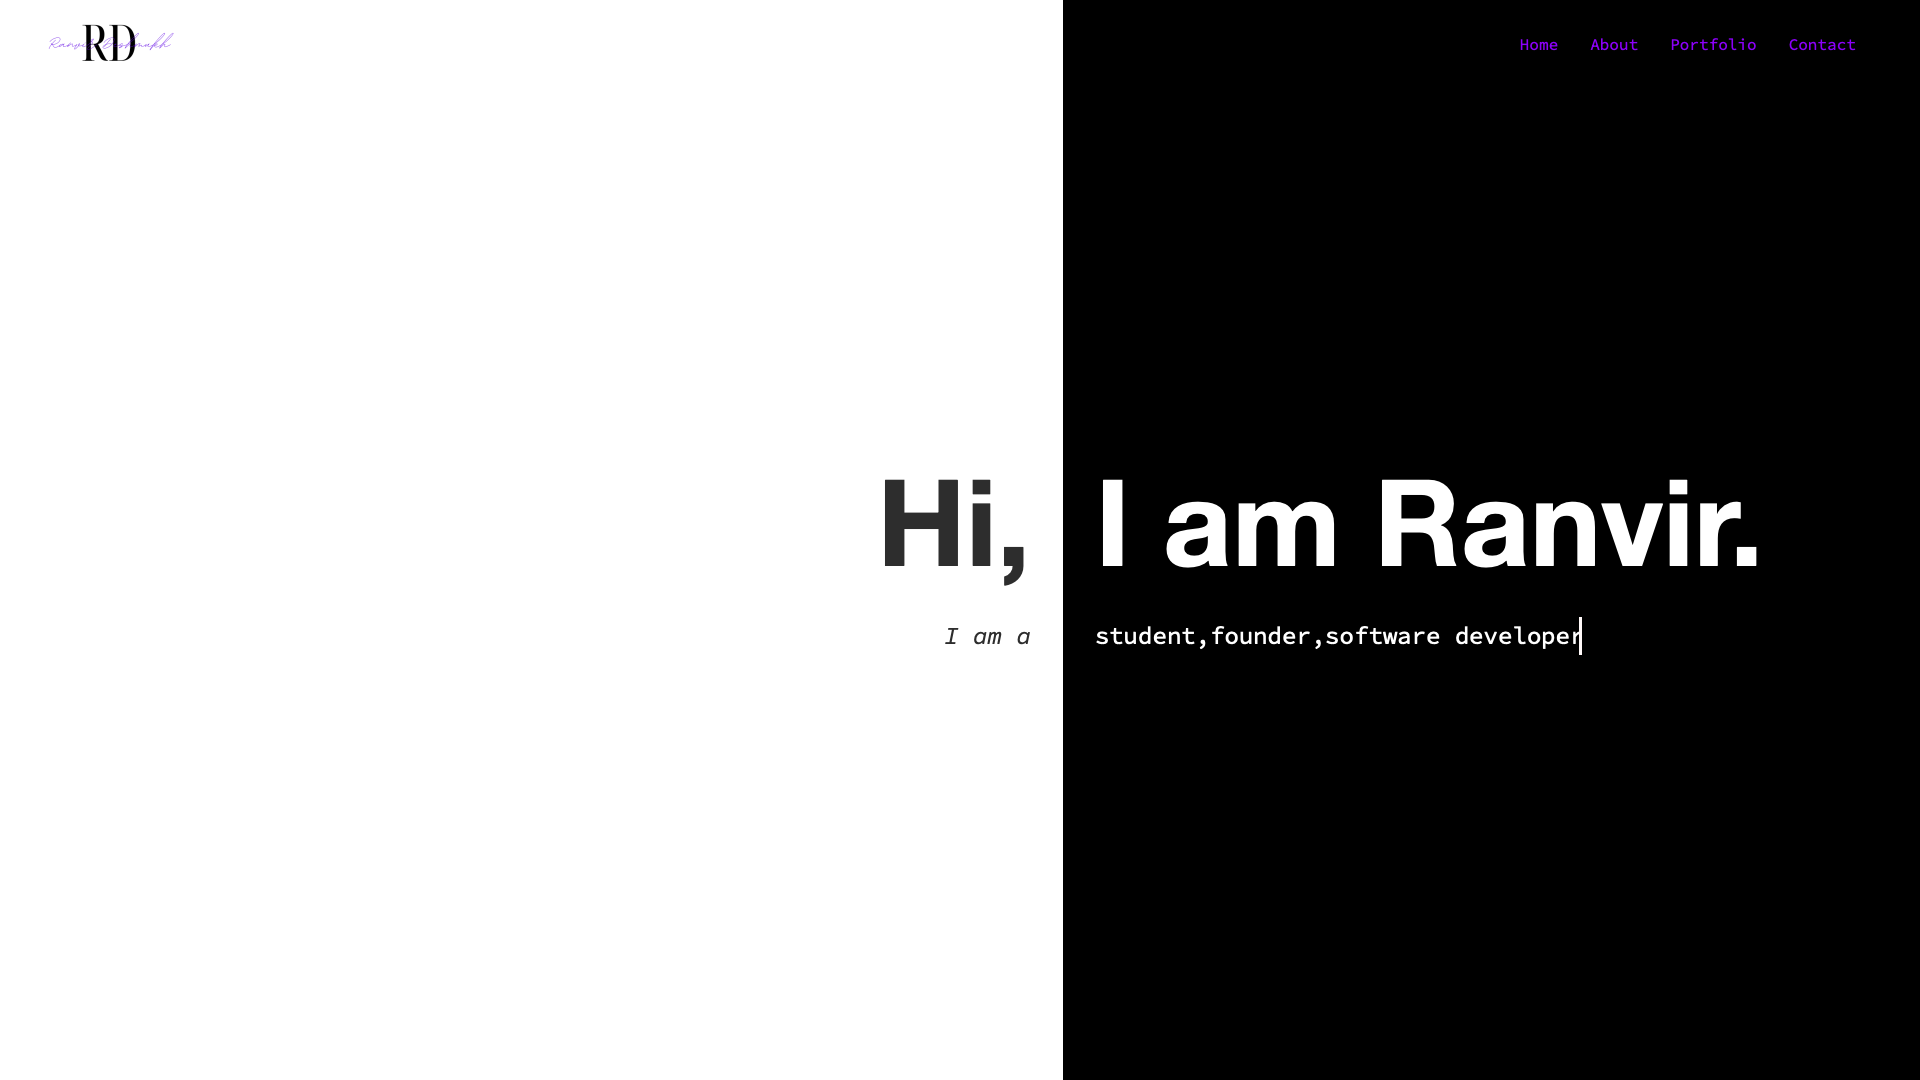 Ranvir Deshmukh
RD
Home About Portfolio Contact
Hi, I am Ranvir.
I am a student,founder,software developer